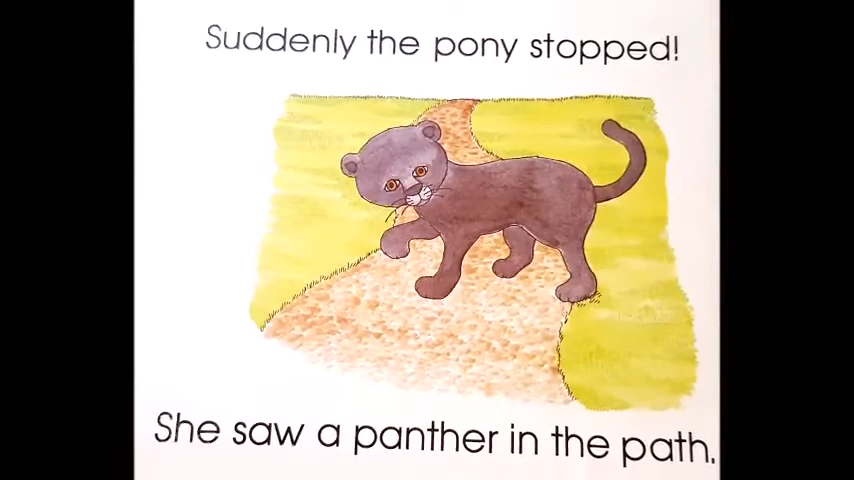 Suddenly the pony stopped!
She saw a panther in the path.